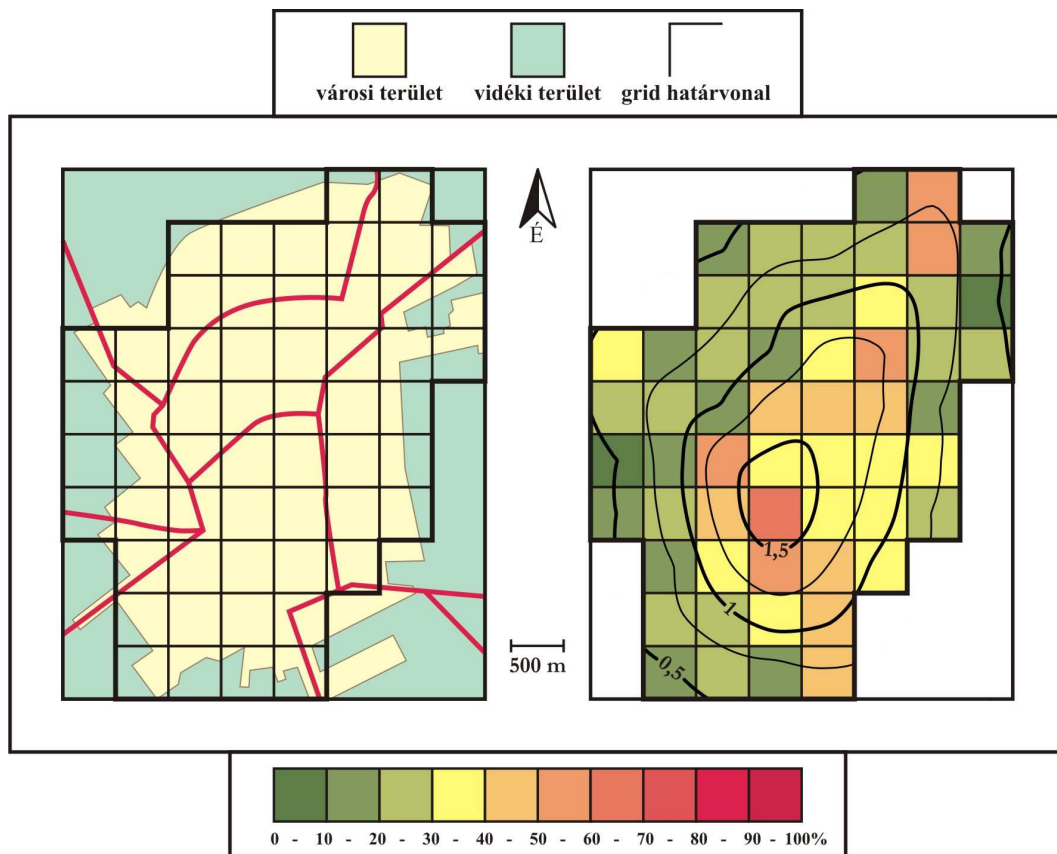 városi terület vidéki terület grid határvonal
É
1,5
1
0,5
500 m
0 - 10 - 20 - 30 - 40 - 50 - 60 - 70 - 80 - 90 - 100%